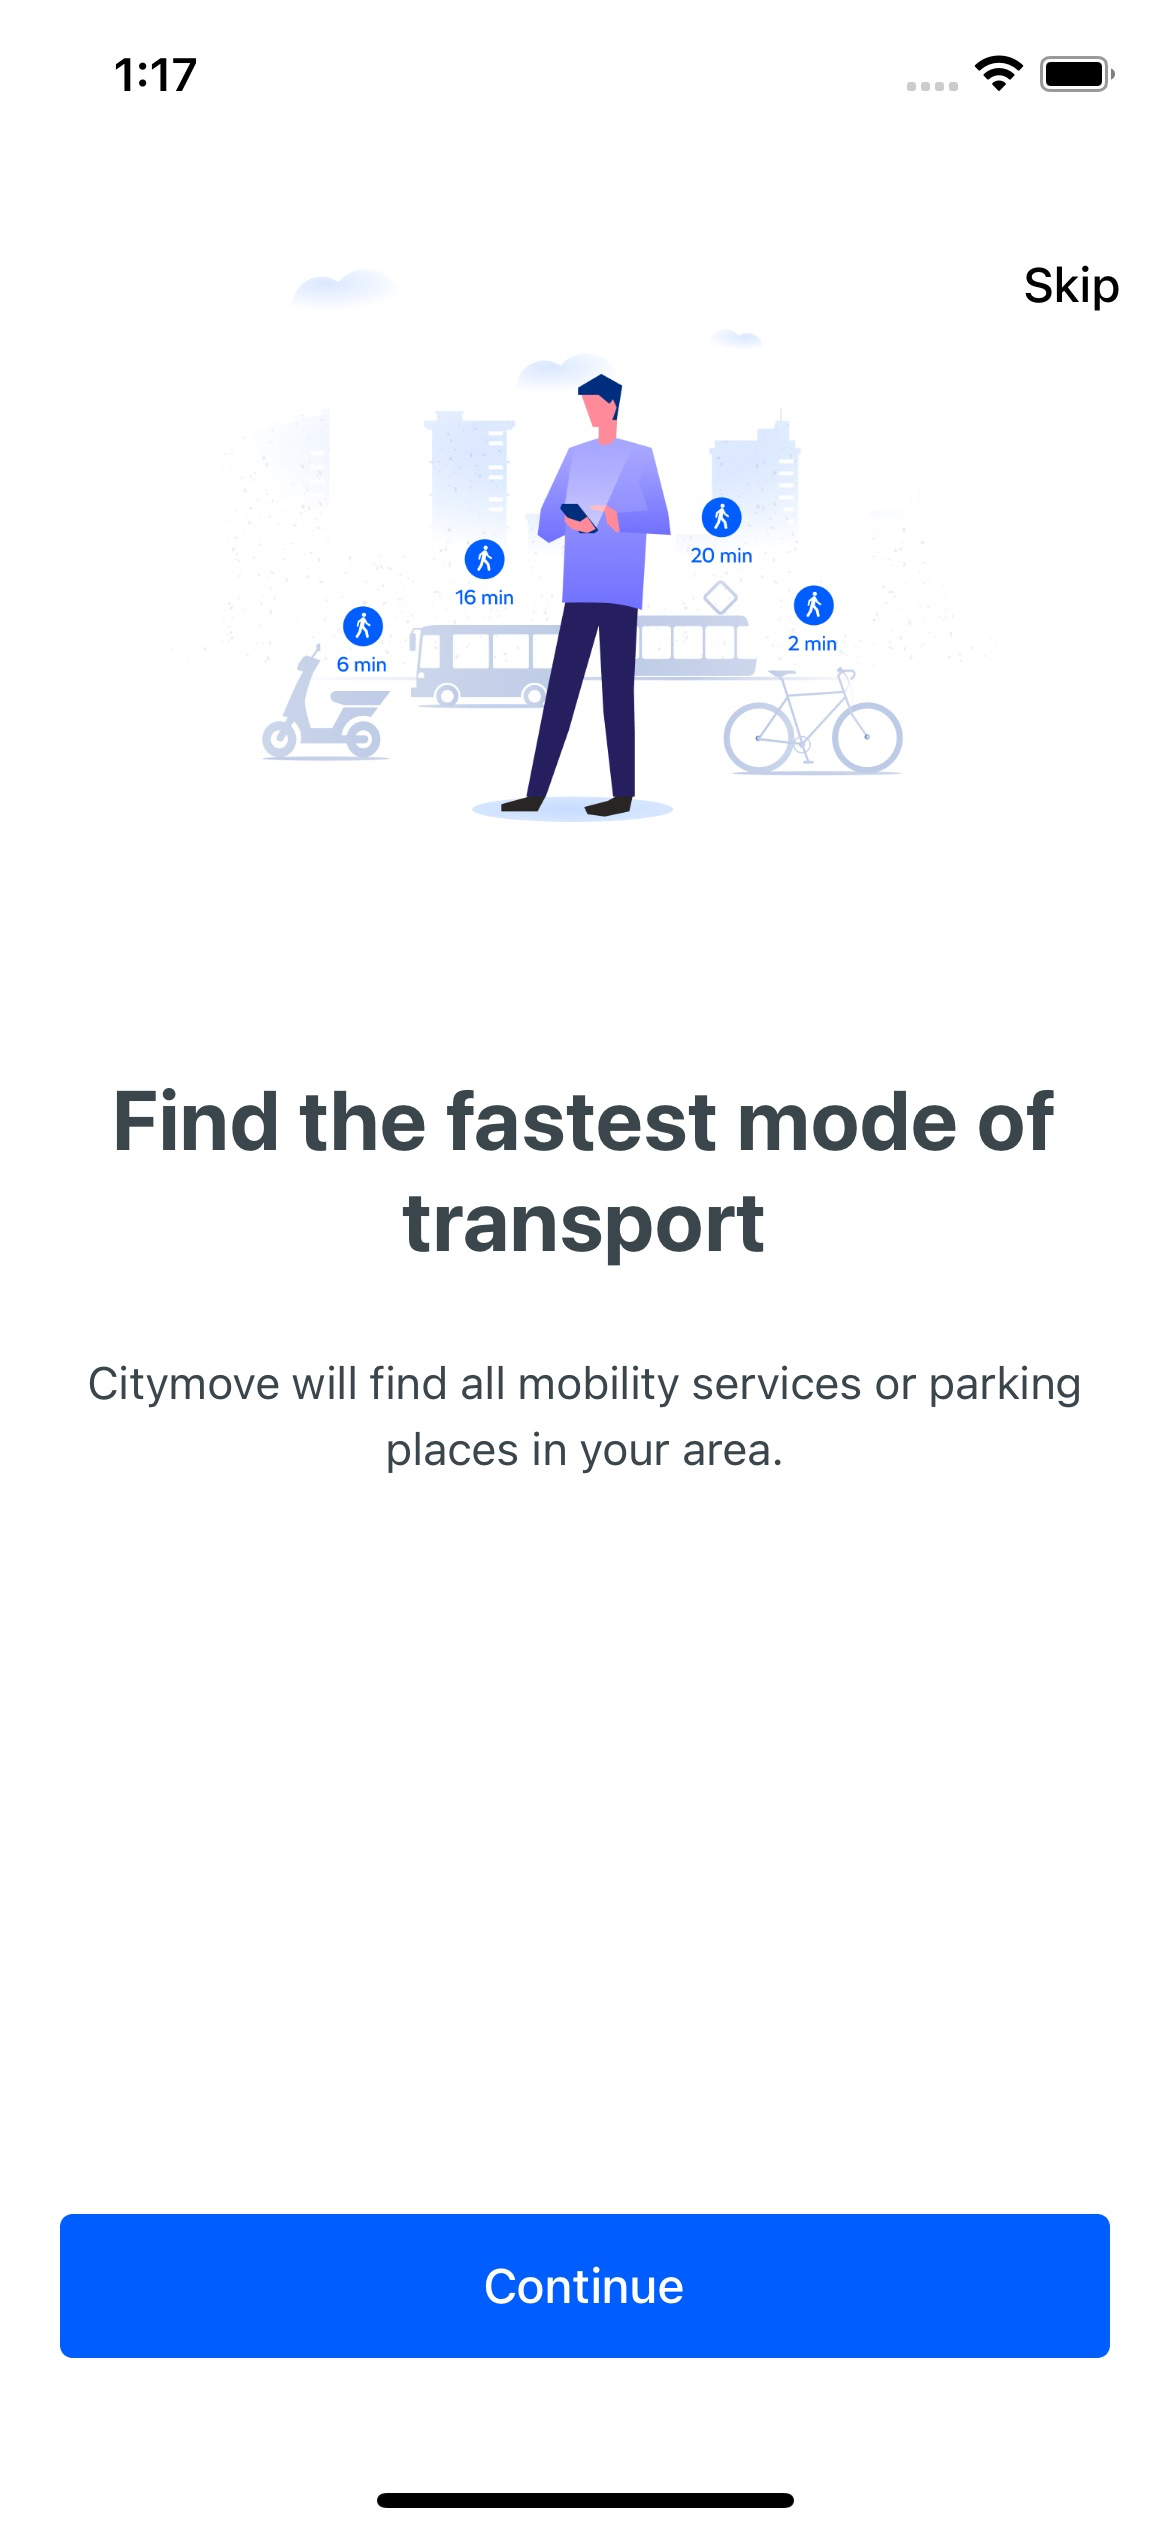 1:17
Skip
20 min
16 min
2 min
6 min
Find the fastest mode of
transport
Citymove will find all mobility services or parking
places in your area.
Continue